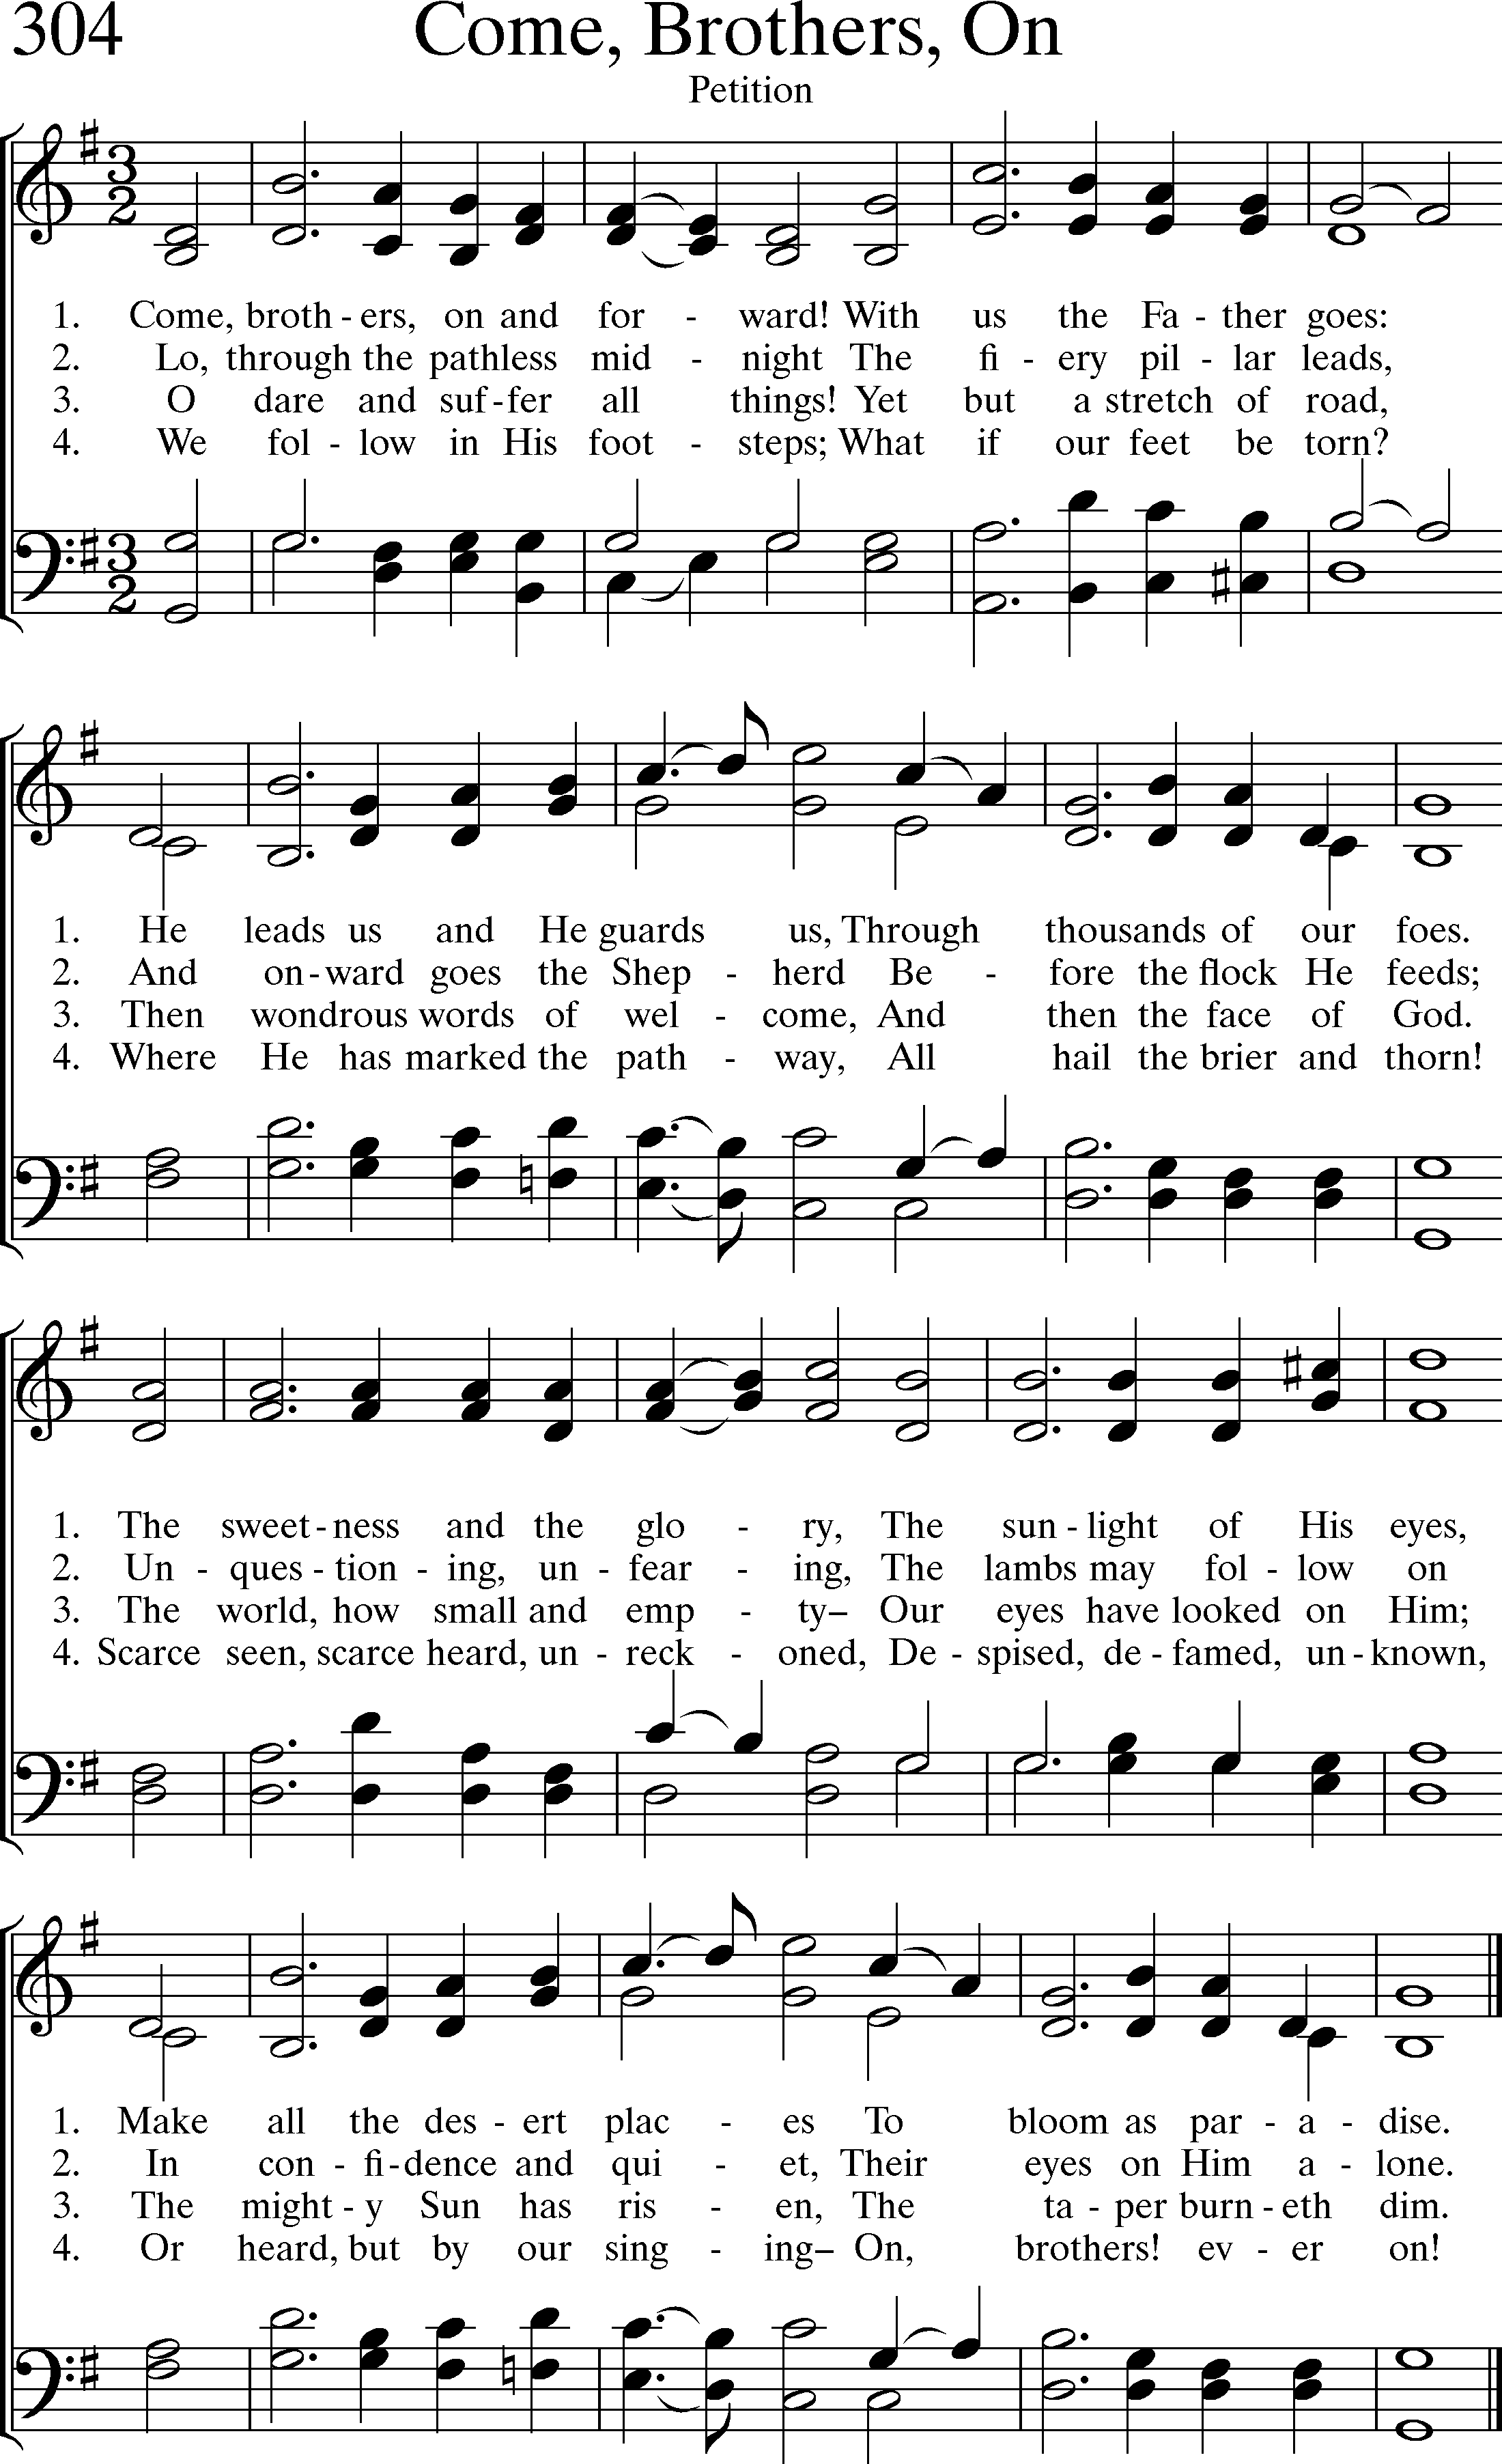 304 Come, Brothers, On
Petition
1. Come, broth - ers, on and for - ward! With us the Fa - ther goes:
2. Lo, through the pathless mid - night The fi - ery pil - lar leads,
3. O dare and suf - fer all things! Yet but a stretch of road,
4. We fol - low in His foot - steps; What if our feet be torn?
1. He leads us and He guards us, Through thousands of our foes.
2. And on - ward goes the Shep - herd Be - fore the flock He feeds;
3. Then wondrous words of wel - come, And then the face of God.
4. Where He has marked the path - way, All hail the brier and thorn!
1. The sweet - ness and the glo - ry, The sun - light of His eyes,
2. Un - ques - tion - ing, un - fear - ing, The lambs may fol - low on
3. The world, how small and emp - ty– Our eyes have looked on Him;
4. Scarce seen, scarce heard, un - reck - oned, De - spised, de - famed, un - known,
1. Make all the des - ert plac - es To bloom as par - a - dise.
2. In con - fi - dence and qui - et, Their eyes on Him a - lone.
3. The might - y Sun has ris - en, The ta - per burn - eth dim.
4. Or heard, but by our sing - ing– On, brothers! ev - er on!